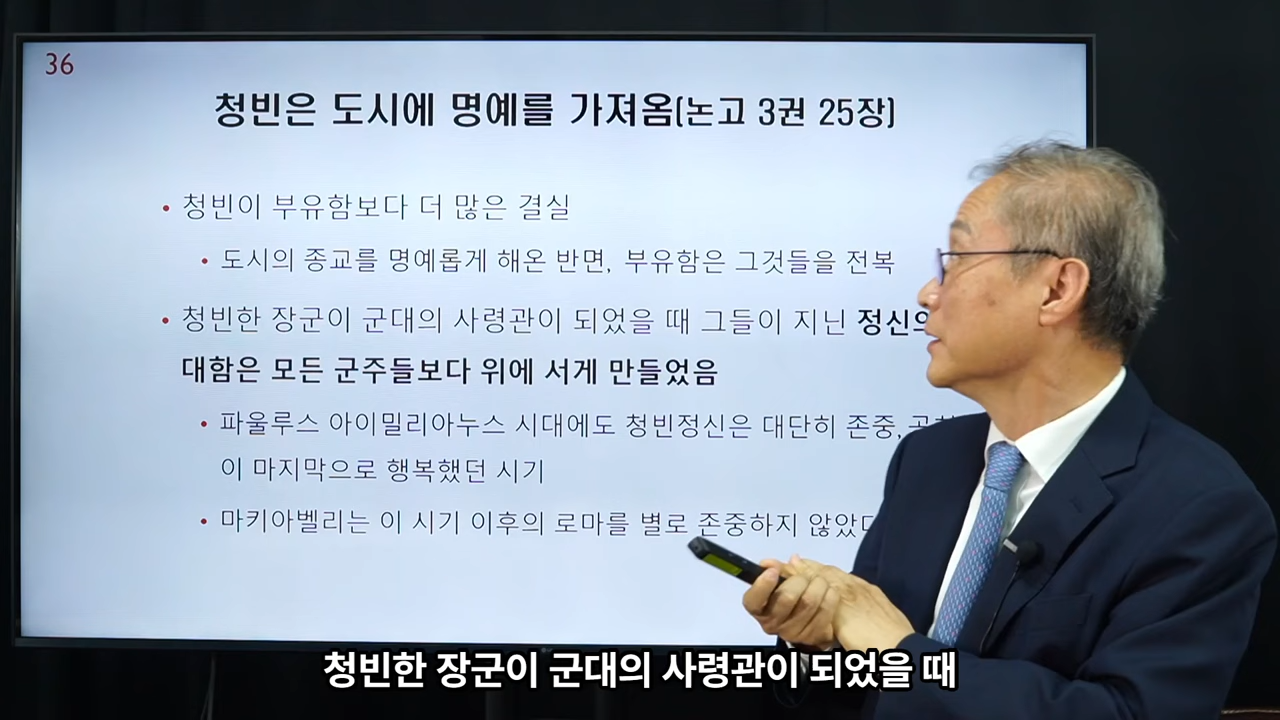 36
청빈은 도시에 명예를 가져옴(논고 3권 25장)
• 청빈이 부유함보다 더 많은 결실
• 도시의 종교를 명예롭게 해온 반면, 부유함은 그것들을 전복
• 청빈한 장군이 군대의 사령관이 되었을 때 그들이 지닌
대함은 모든 군주들보다 위에 서게 만들었음
• 파울루스 아이밀리아누스 시대에도 청빈정신은 대단히 존중,
이 마지막으로 행복했던 시기
• 마키아벨리는 이 시기 이후의 로마를 별로 존중하지
청빈한 장군이 군대의 사령관이 되었을 때